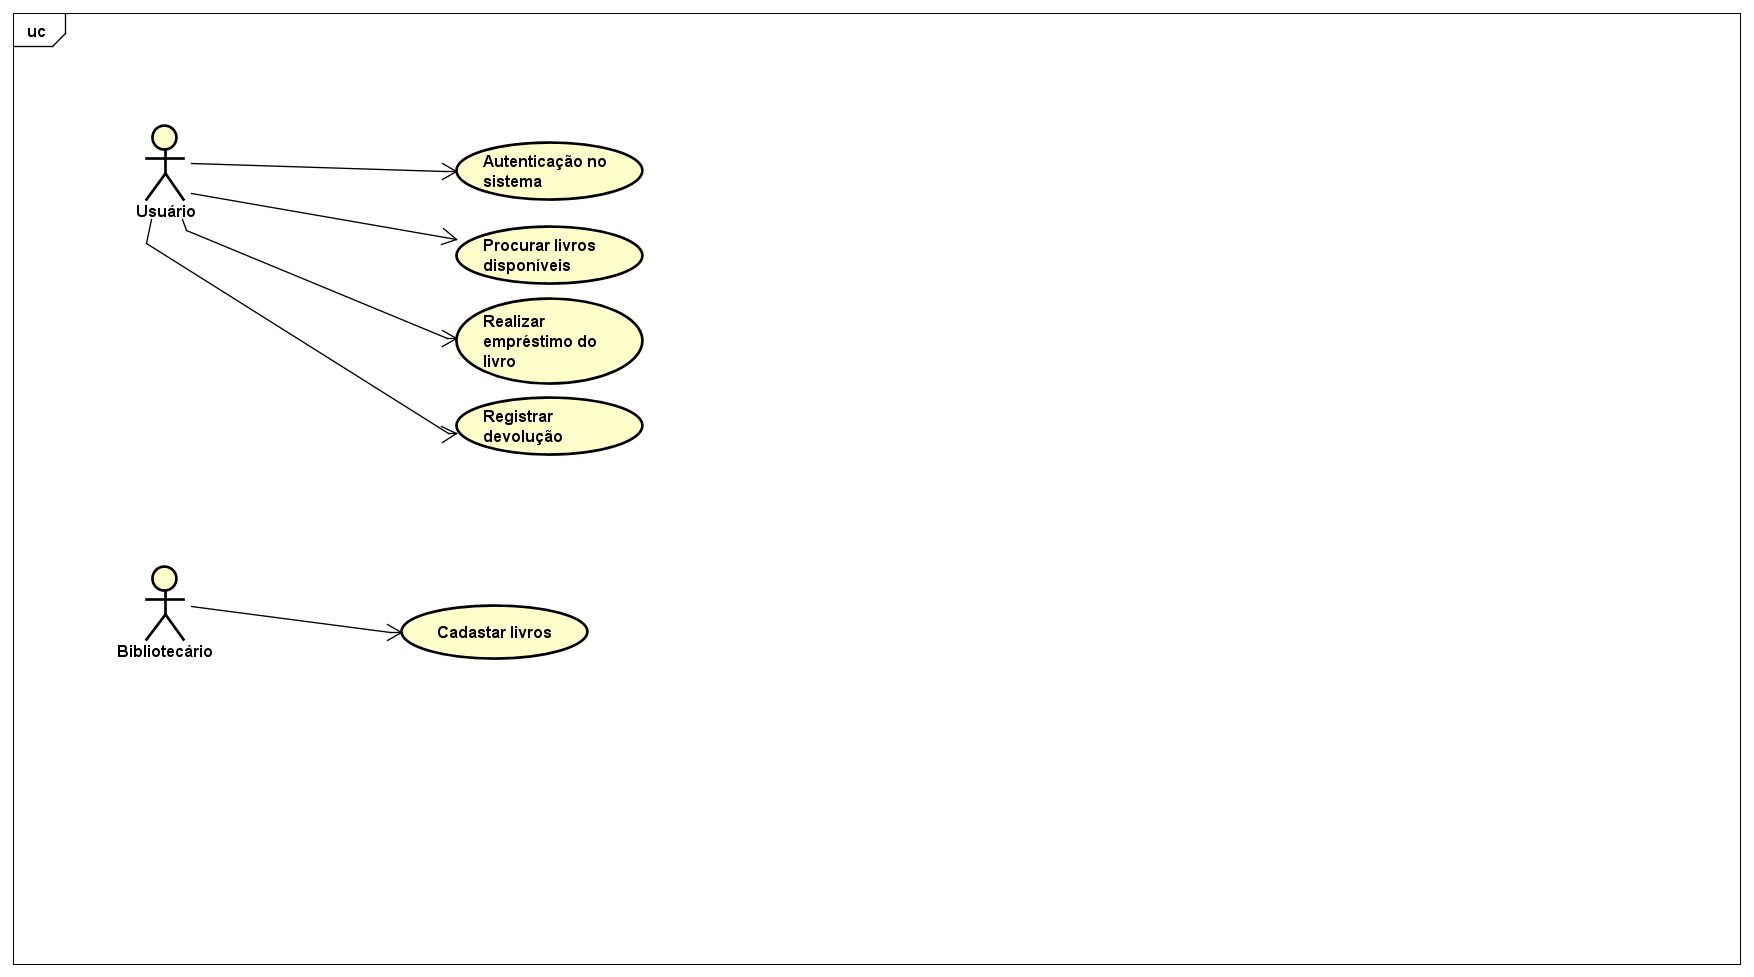 uc
Usuário
Autenticação no
sistema
Procurar livros
disponíveis
Realizar
empréstimo do
livro
Registrar
devolução
Bibliotecário
Cadastar livros